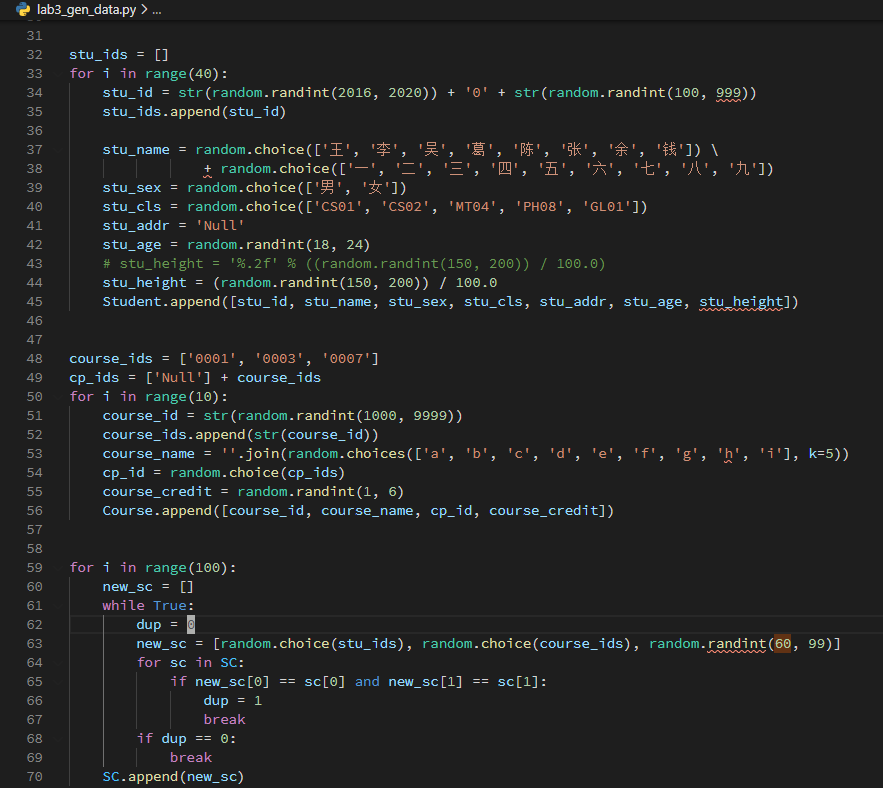 lab3_gen_data.py > ...
31
32 stu_ids = []
33 for i in range(40):
34     stu_id = str(random.randint(2016, 2020)) + '0' + str(random.randint(100, 999))
35     stu_ids.append(stu_id)
36
37     stu_name = random.choice(['王', '李', '吴', '葛', '陈', '张', '余', '钱']) \
38                 + random.choice(['一', '二', '三', '四', '五', '六', '七', '八', '九'])
39     stu_sex = random.choice(['男', '女'])
40     stu_cls = random.choice(['CS01', 'CS02', 'MT04', 'PH08', 'GL01'])
41     stu_addr = 'Null'
42     stu_age = random.randint(18, 24)
43     # stu_height = '%.2f' % ((random.randint(150, 200)) / 100.0)
44     stu_height = (random.randint(150, 200)) / 100.0
45     Student.append([stu_id, stu_name, stu_sex, stu_cls, stu_addr, stu_age, stu_height])
46
47
48 course_ids = ['0001', '0003', '0007']
49 cp_ids = ['Null'] + course_ids
50 for i in range(10):
51     course_id = str(random.randint(1000, 9999))
52     course_ids.append(str(course_id))
53     course_name = ''.join(random.choices(['a', 'b', 'c', 'd', 'e', 'f', 'g', 'h', 'i'], k=5))
54     cp_id = random.choice(cp_ids)
55     course_credit = random.randint(1, 6)
56     Course.append([course_id, course_name, cp_id, course_credit])
57
58
59 for i in range(100):
60     new_sc = []
61     while True:
62         dup = 0
63         new_sc = [random.choice(stu_ids), random.choice(course_ids), random.randint(60, 99)]
64         for sc in SC:
65             if new_sc[0] == sc[0] and new_sc[1] == sc[1]:
66                 dup = 1
67                 break
68         if dup == 0:
69             break
70     SC.append(new_sc)